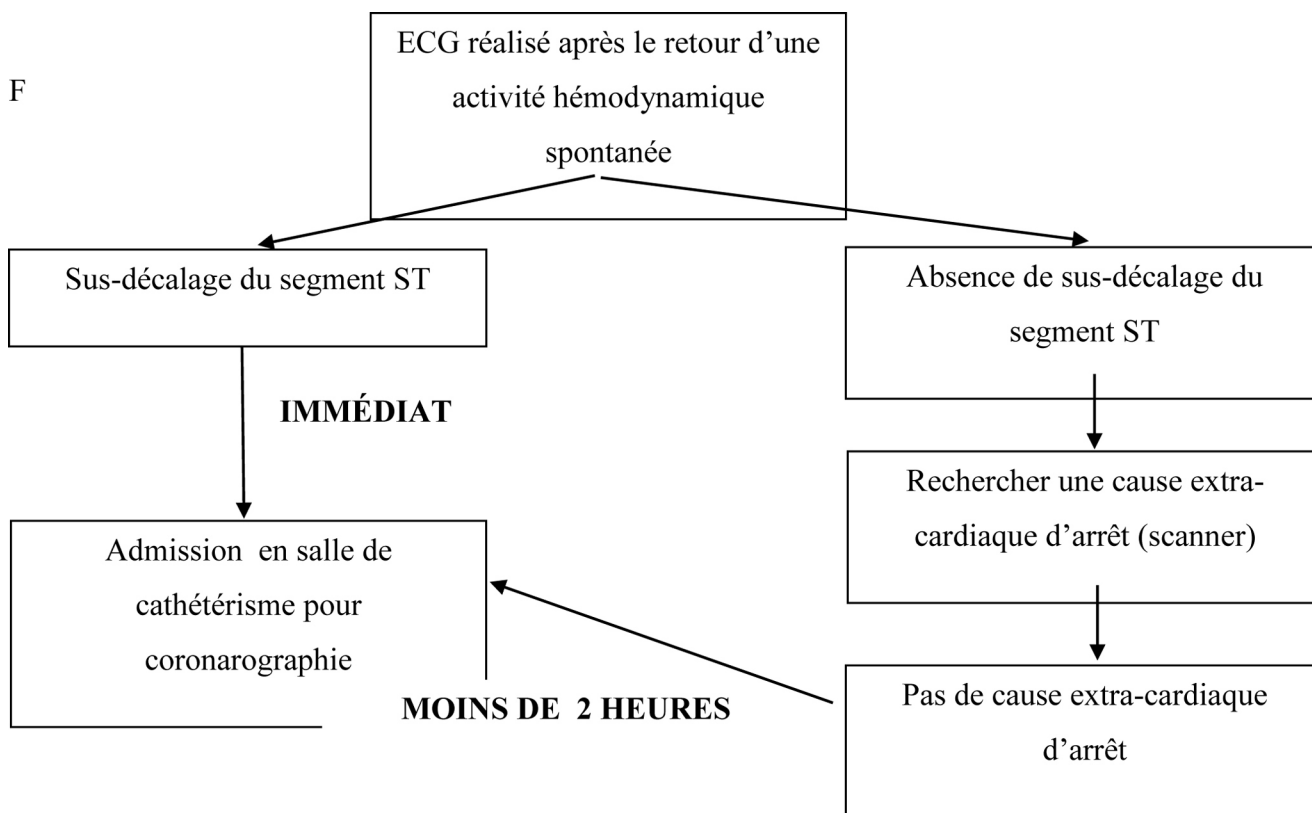 ECG réalisé après le retour d’une
activité hémodynamique
spontanée
F
Sus-décalage du segment ST
Absence de sus-décalage du
segment ST
IMMÉDIAT
Rechercher une cause extra-
cardiaque d’arrêt (scanner)
Admission en salle de
cathétérisme pour
coronarographie
MOINS DE 2 HEURES
Pas de cause extra-cardiaque
d’arrêt